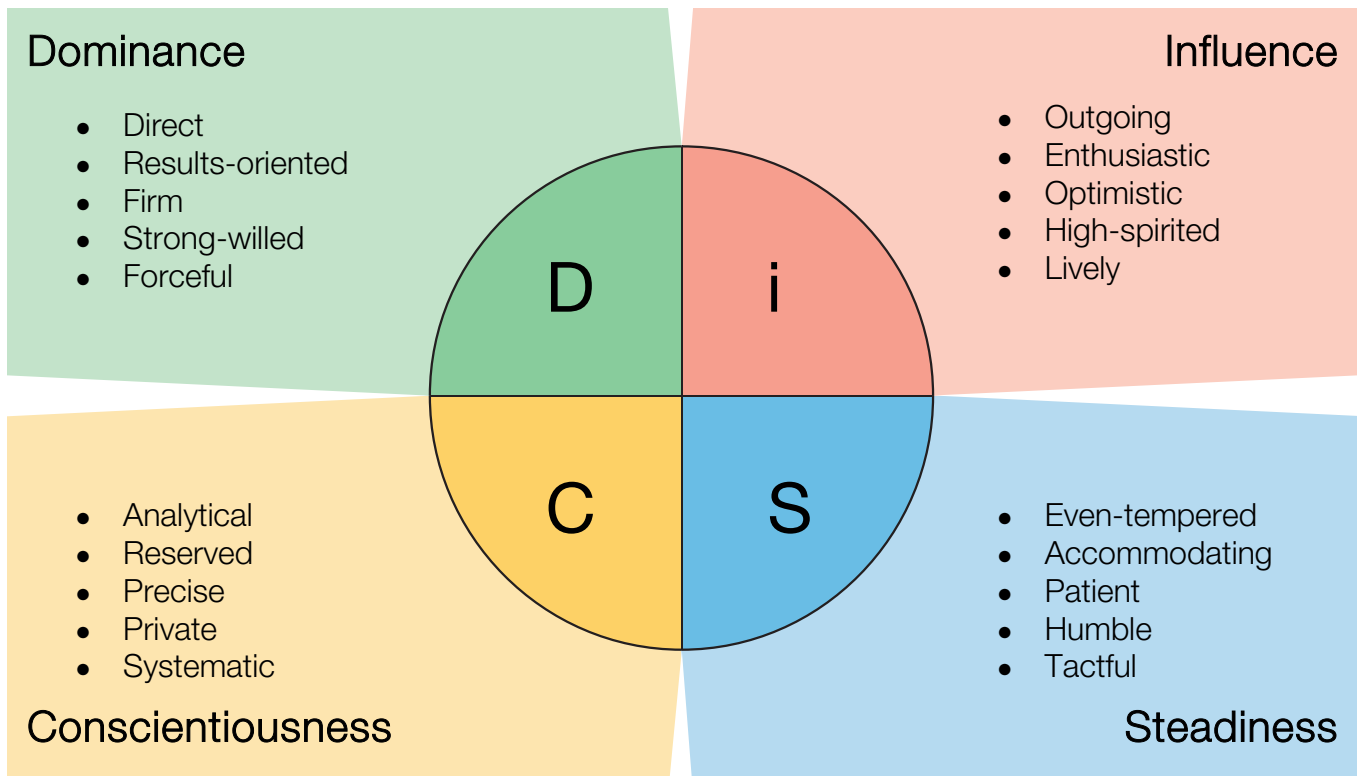 Dominance
• Direct
• Results-oriented
• Firm
• Strong-willed
• Forceful
Influence
• Outgoing
• Enthusiastic
• Optimistic
• High-spirited
• Lively
D
i
C
S
• Analytical
• Reserved
• Precise
• Private
• Systematic
Conscientiousness
• Even-tempered
• Accommodating
• Patient
• Humble
• Tactful
Steadiness